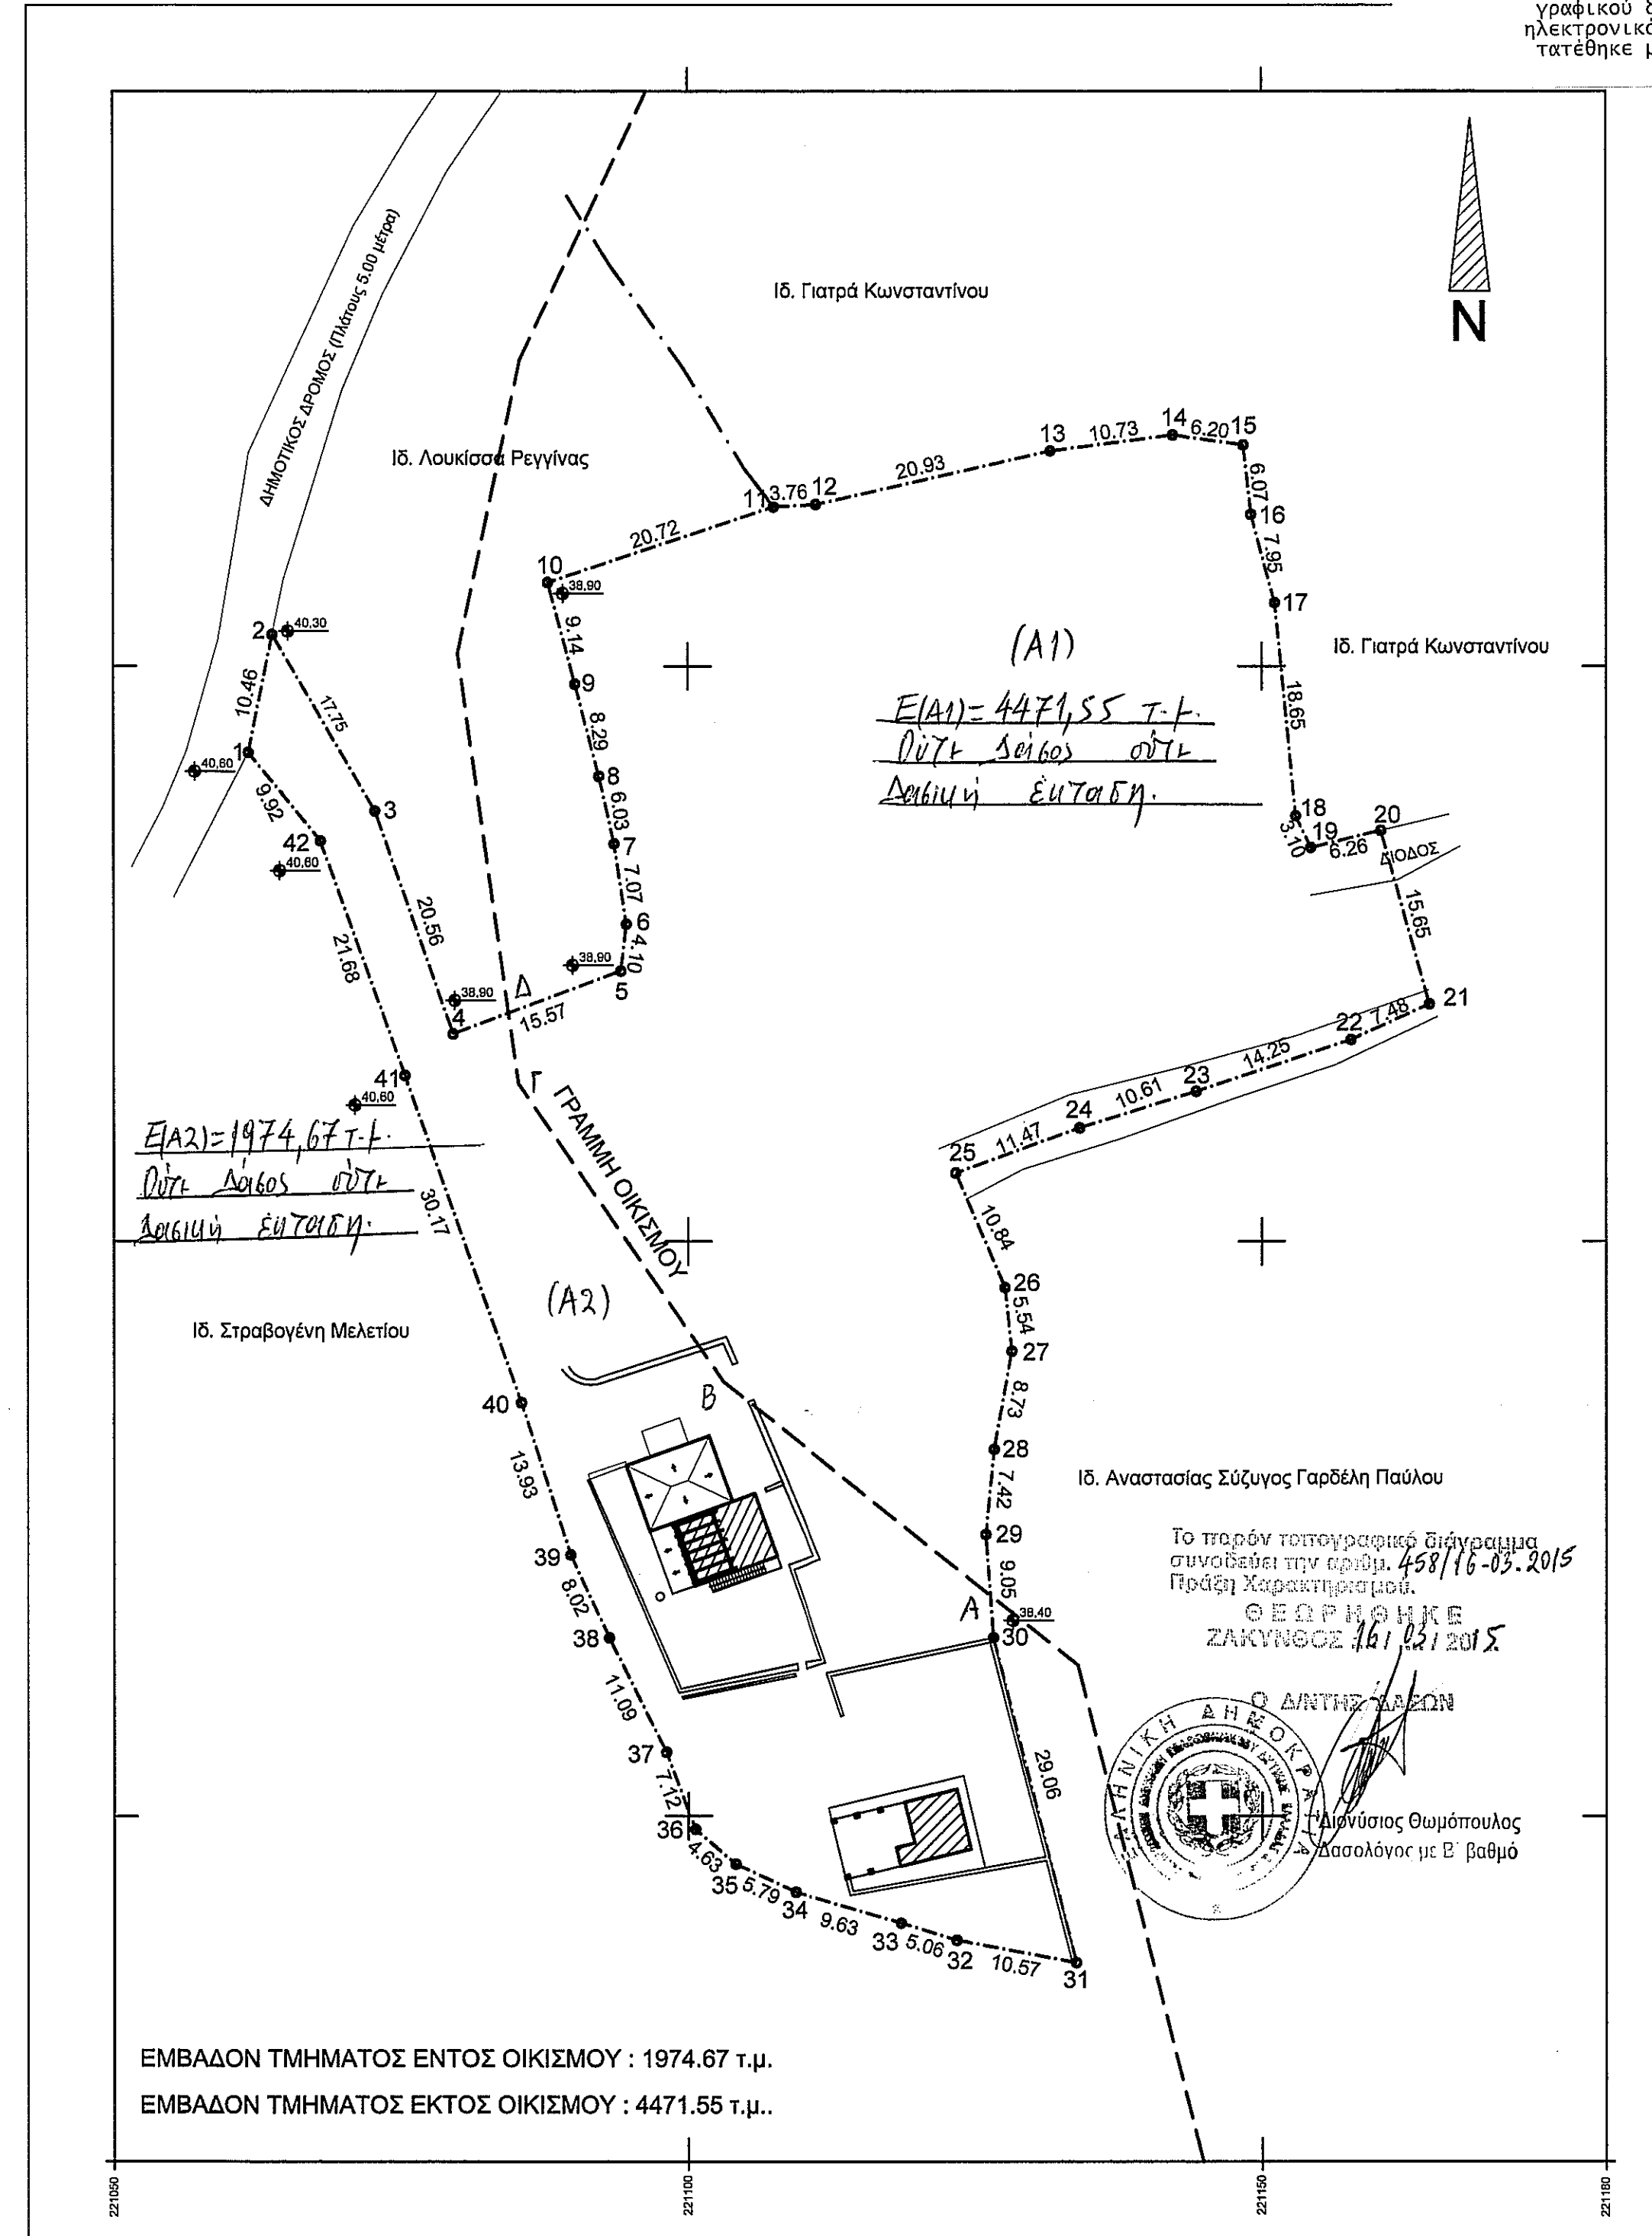 γραφικού
ηλεκτρονικ
τατέθηκε
N
ΔΗΜΟΤΙΚΟΣ ΔΡΟΜΟΣ (Πλάτους 5.00 μέτρα)
Ιδ. Γιατρά Κωνσταντίνου
Ιδ. Λουκίσσα Ρεγγίνας
13
10.73
14
6.20
15
20.93
11
3.76
12
6.07
16
20.72
7.95
10
38,90
17
9.14
2
40,30
(A1)
Ιδ. Γιατρά Κωνσταντίνου
9
10.46
17.75
18.65
E(A1)= 4471,55 τ.μ.
8.29
Ούτε Δάσος ούτε
1
40,60
8
Δασική έκταση.
9.92
6.03
3
18
20
42
7
3.10
19
6.26
ΔΙΟΔΟΣ
40,60
7.07
20.56
15.65
6
21.68
4.10
38,90
5
Δ
38,90
4
15.57
21
7.48
22
14.25
41
Γ
23
40,60
10.61
ΓΡΑΜΜΗ ΟΙΚΙΣΜΟΥ
24
E(A2)=1974,67 τ.μ.
11.47
25
Ούτε Δάσος ούτε
30.17
Δασική έκταση.
10.84
26
(A2)
5.54
Ιδ. Στραβογένη Μελετίου
27
40
B
8.73
28
13.93
7.42
Ιδ. Αναστασίας Σύζυγος Γαρδέλη Παύλου
29
39
Το παρόν τοπογραφικό διάγραμμα
συνοδεύει την αριθμ. 458/16-03.2015
Πράξη Χαρακτηρισμού.
8.02
9.05
A
38,40
ΘΕΩΡΗΘΗΚΕ
38
30
ΖΑΚΥΝΘΟΣ 16/03/2015
11.09
Ο Δ/ΝΤΗΣ ΔΑΣΩΝ
ΕΛΛΗΝΙΚΗ ΔΗΜΟΚΡΑΤΙΑ
37
29.06
7.12
36
Διονύσιος Θωμόπουλος
Δασολόγος με Β΄ βαθμό
4.63
35
5.79
34
9.63
33
5.06
32
10.57
31
ΕΜΒΑΔΟΝ ΤΜΗΜΑΤΟΣ ΕΝΤΟΣ ΟΙΚΙΣΜΟΥ : 1974.67 τ.μ.
ΕΜΒΑΔΟΝ ΤΜΗΜΑΤΟΣ ΕΚΤΟΣ ΟΙΚΙΣΜΟΥ : 4471.55 τ.μ..
221050
221100
221150
221180